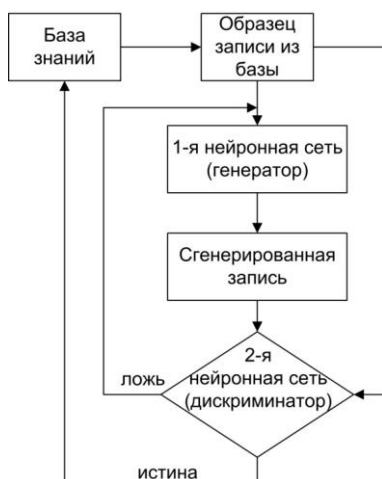 База
знаний
Образец
записи из
базы
1-я нейронная сеть
(генератор)
Сгенерированная
запись
2-я
нейронная сеть
(дискриминатор)
ложь
истина